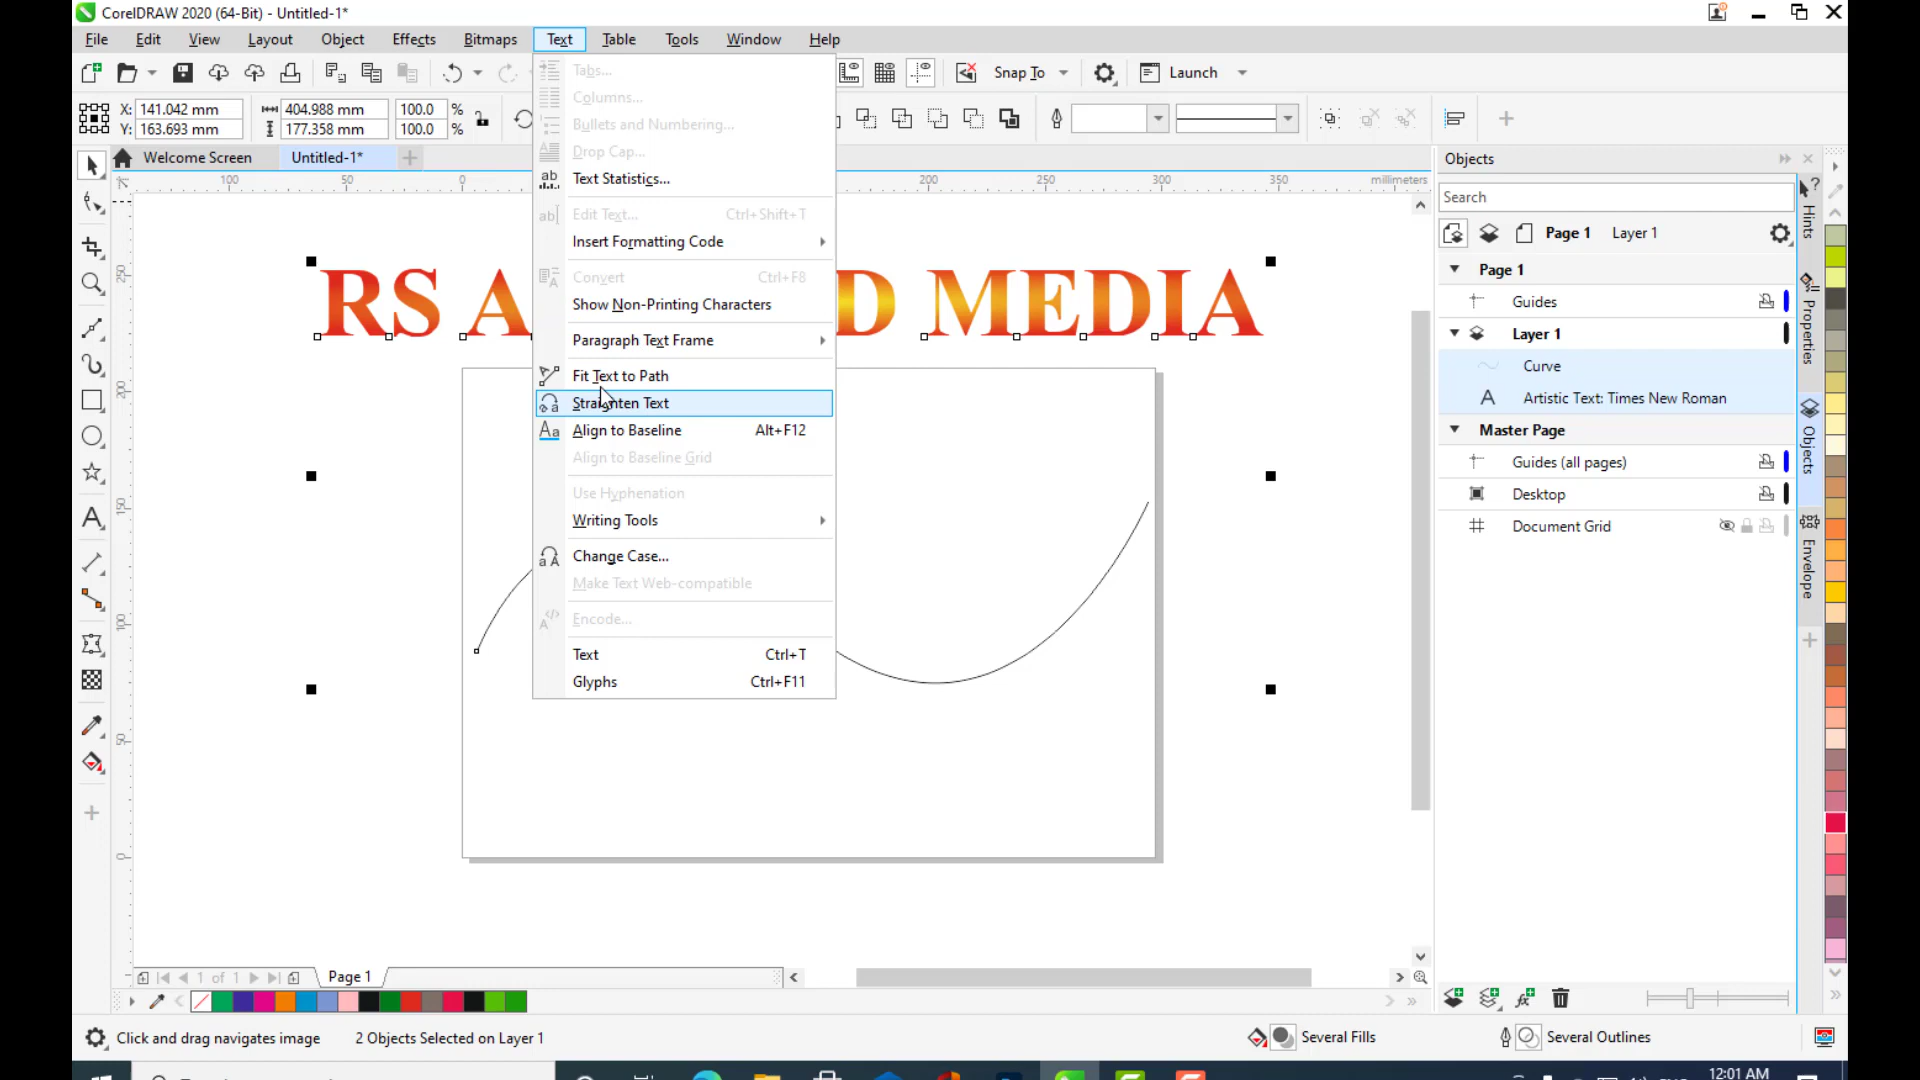 CorelDRAW 2020 (64-Bit) - Untitled-1*
File Edit View Layout Object Effects Bitmaps Text Table Tools Window Help
Snap To Launch
X: 141.042 mm 404.988 mm 100.0 %
Y: 163.693 mm 177.358 mm 100.0 %
Welcome Screen Untitled-1*
100 50 0 200 250 300 350 millimeters
250
200
150
100
50
0
RS A D MEDIA
Tabs...
Columns...
Bullets and Numbering...
Drop Cap...
Text Statistics...
Edit Text... Ctrl+Shift+T
Insert Formatting Code
Convert Ctrl+F8
Show Non-Printing Characters
Paragraph Text Frame
Fit Text to Path
Straighten Text
Align to Baseline Alt+F12
Align to Baseline Grid
Use Hyphenation
Writing Tools
Change Case...
Make Text Web-compatible
Encode...
Text Ctrl+T
Glyphs Ctrl+F11
Objects
Search
Page 1 Layer 1
Page 1
Guides
Layer 1
Curve
Artistic Text: Times New Roman
Master Page
Guides (all pages)
Desktop
Document Grid
Hints
Properties
Objects
Envelope
1 of 1 Page 1
Click and drag navigates image 2 Objects Selected on Layer 1 Several Fills Several Outlines
12:01 AM